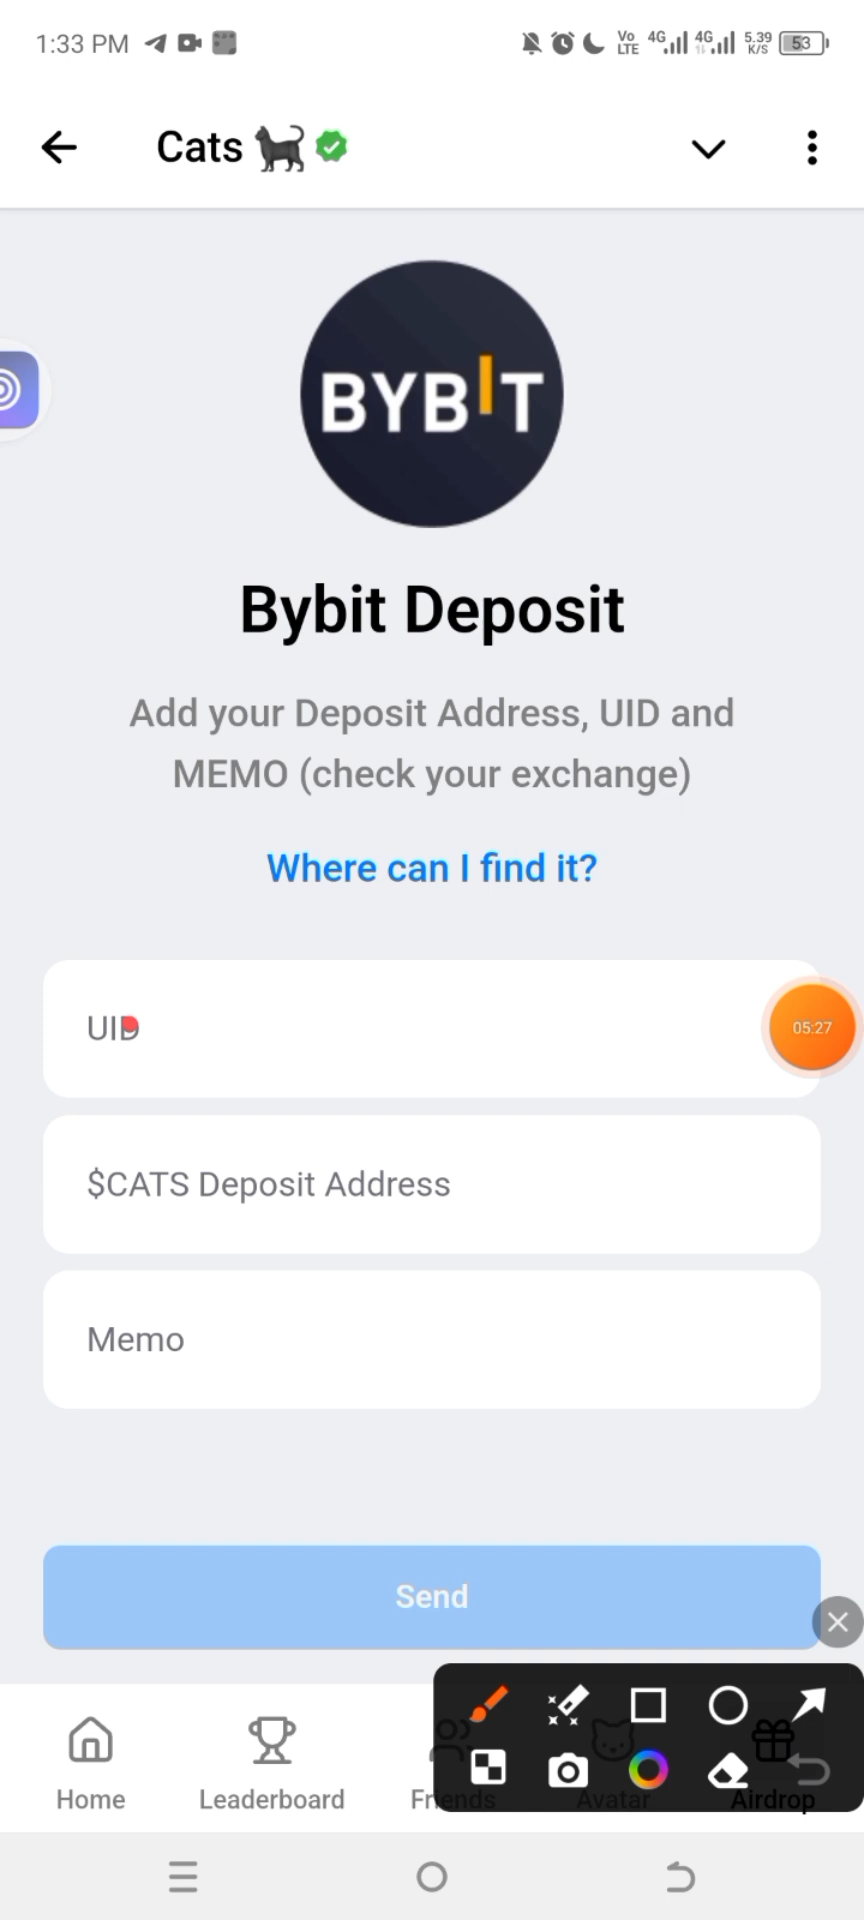 1:33 PM
Vo LTE 4G 4G 5.39 K/S 53
Cats
BYBIT
Bybit Deposit
Add your Deposit Address, UID and
MEMO (check your exchange)
Where can I find it?
UID
05:27
$CATS Deposit Address
Memo
Send
Home Leaderboard Friends Avatar Airdrop